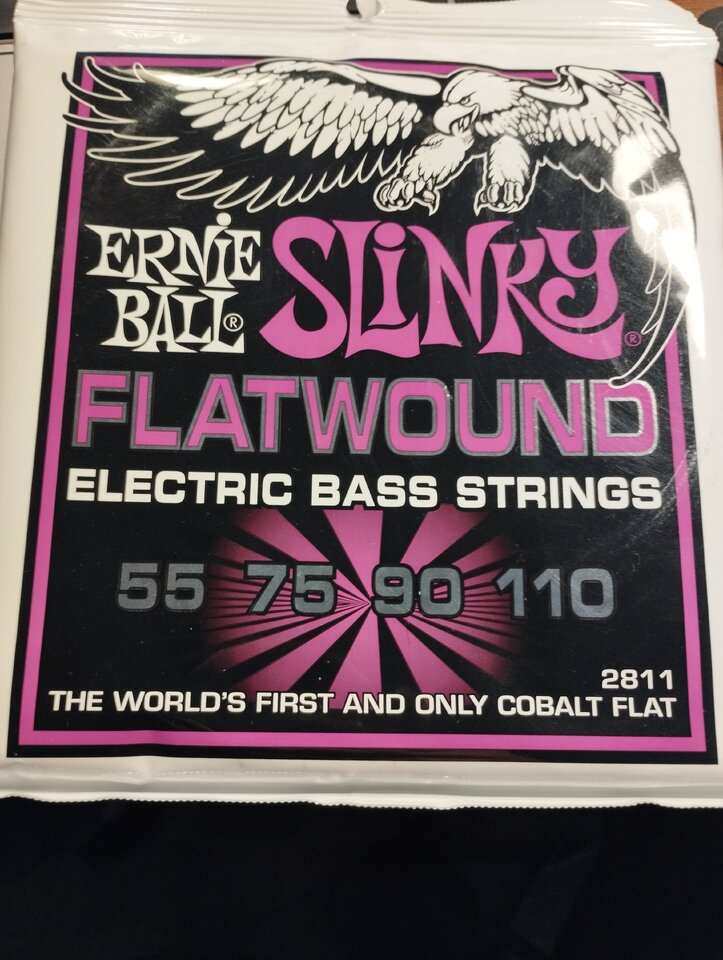 ERNIE BALL® SLINKY®
FLATWOUND
ELECTRIC BASS STRINGS
55 75 90 110
2811
THE WORLD'S FIRST AND ONLY COBALT FLAT